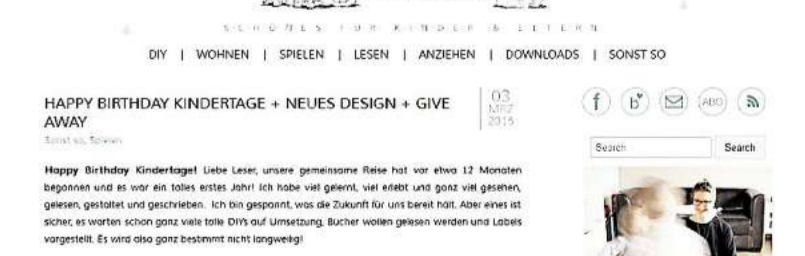 SCHÖNES FÜR KINDER & ELTERN
DIY | WOHNEN | SPIELEN | LESEN | ANZIEHEN | DOWNLOADS | SONST SO
HAPPY BIRTHDAY KINDERTAGE + NEUES DESIGN + GIVE
AWAY
03
MRZ
2015
Sonst so, Spielen
f b ABO
Search Search
Happy Birthday Kindertage! Liebe Leser, unsere gemeinsame Reise hat vor etwa 12 Monaten
begonnen und es war ein tolles erstes Jahr! Ich habe viel gelernt, viel erlebt und ganz viel gesehen,
gelesen, gestaltet und geschrieben. Ich bin gespannt, was die Zukunft für uns bereit hält. Aber eines ist
sicher, es warten schon ganz viele tolle DIYs auf Umsetzung, Bücher wollen gelesen werden und Labels
vorgestellt. Es wird also ganz bestimmt nicht langweilig!